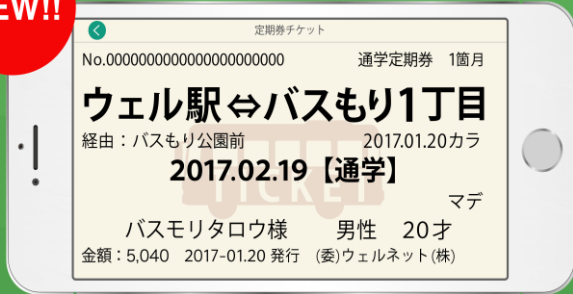 EW!!
定期券チケット
No.0000000000000000000000 通学定期券 1箇月
ウェル駅⇔バスもり1丁目
経由：バスもり公園前 2017.01.20カラ
2017.02.19【通学】
マデ
バスモリタロウ様 男性 20才
金額：5,040 2017-01.20 発行 (委)ウェルネット(株)
TICKET